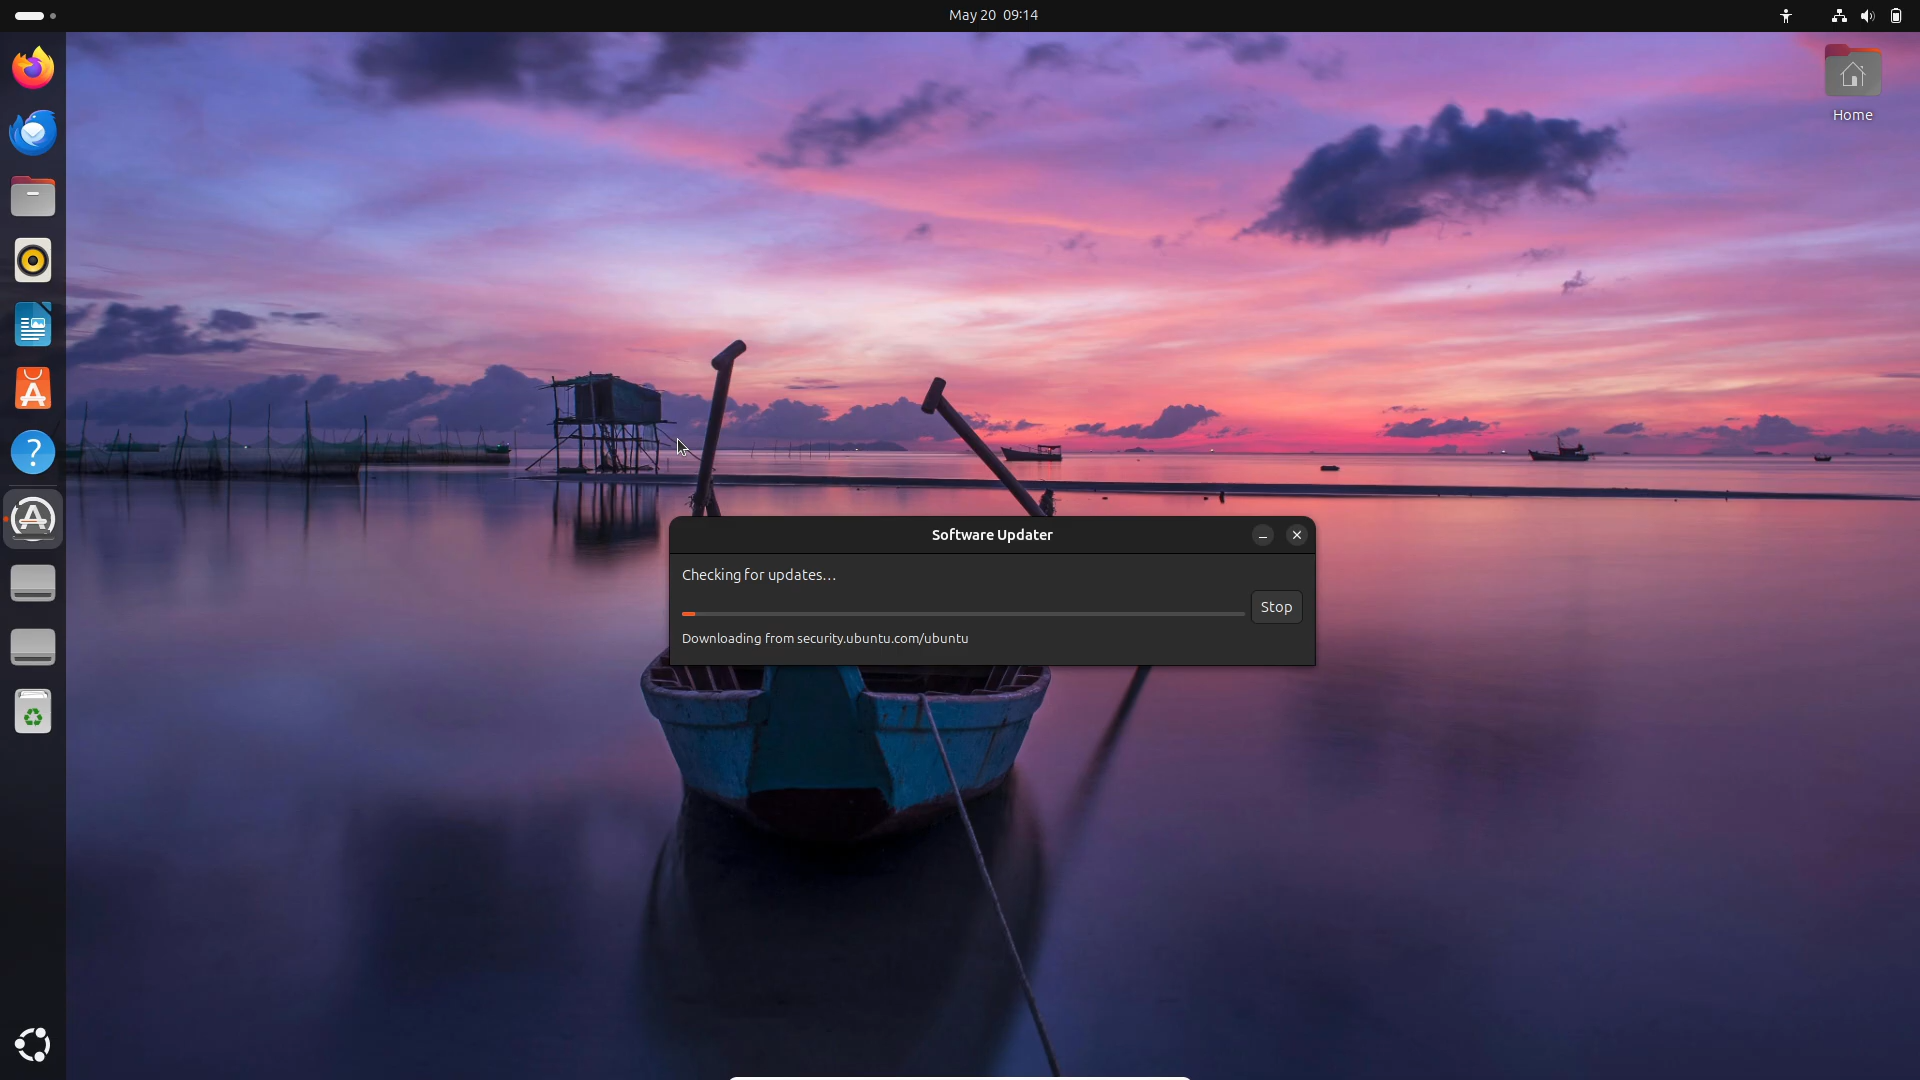 May 20 09:14
Home
Software Updater
Checking for updates...
Stop
Downloading from security.ubuntu.com/ubuntu